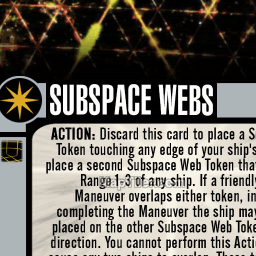 SUBSPACE WEBS
ACTION: Discard this card to place a S
Token touching any edge of your ship's
place a second Subspace Web Token that
Range 1-3 of any ship. If a friendly
Maneuver overlaps either token, in
completing the Maneuver the ship may
placed on the other Subspace Web Tok
direction. You cannot perform this Actio